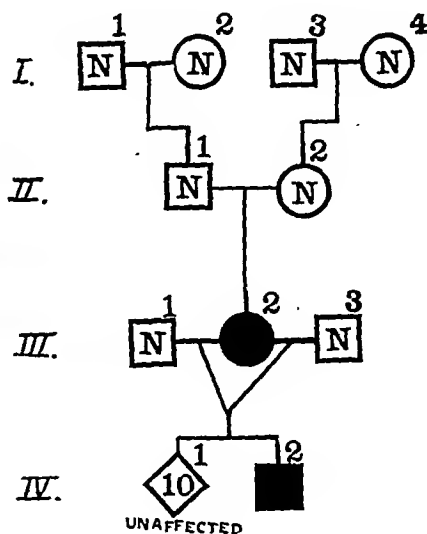 1 2 3 4
I. N N N N
1 2
II. N N
1 2 3
III. N N
1 2
IV. 10
UNAFFECTED